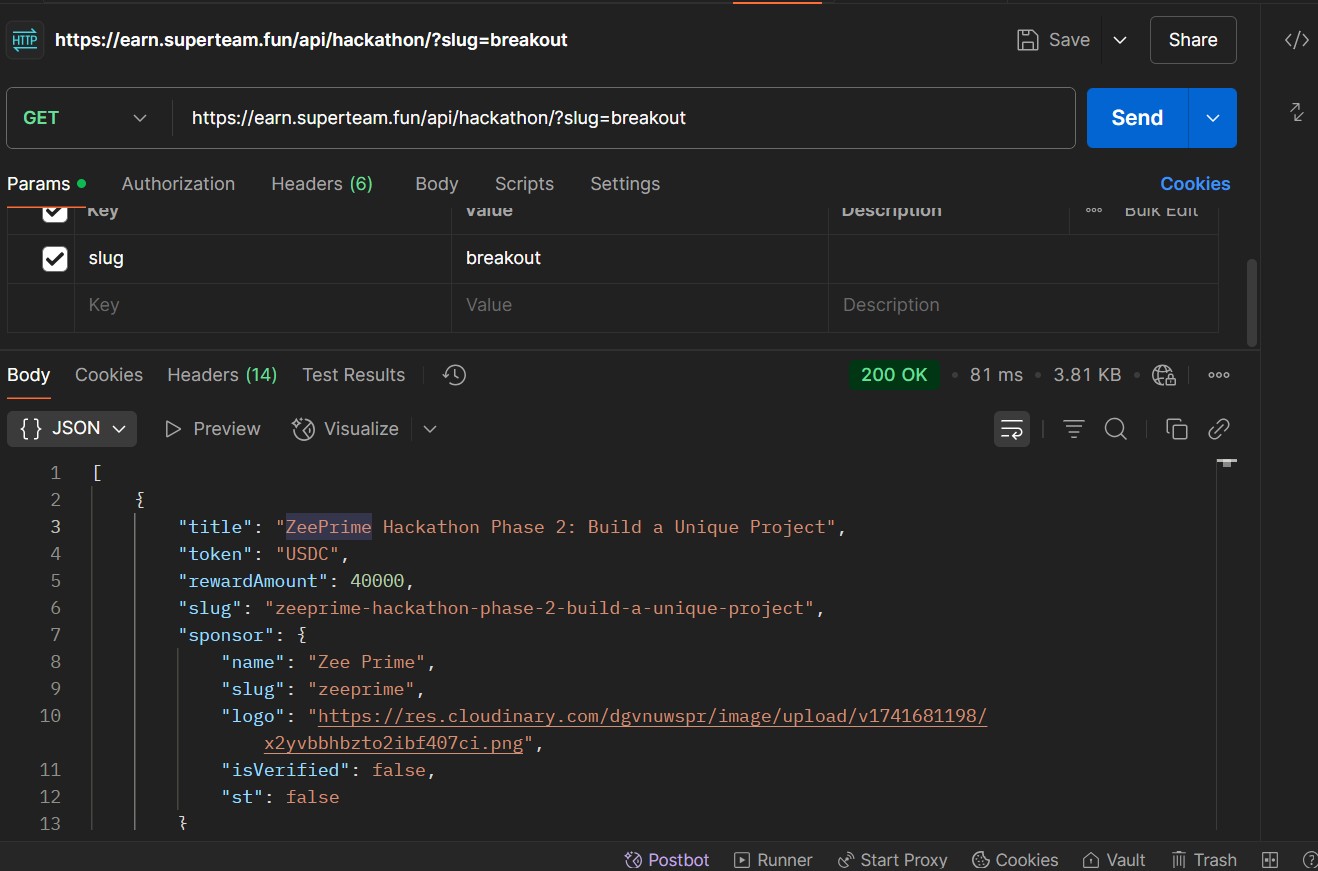 HTTP https://earn.superteam.fun/api/hackathon/?slug=breakout Save Share
GET https://earn.superteam.fun/api/hackathon/?slug=breakout Send
Params Authorization Headers (6) Body Scripts Settings Cookies
Key Value Description Bulk Edit
slug breakout
Key Value Description
Body Cookies Headers (14) Test Results 200 OK • 81 ms • 3.81 KB •
{} JSON Preview Visualize
1 [
2 {
3 "title": "ZeePrime Hackathon Phase 2: Build a Unique Project",
4 "token": "USDC",
5 "rewardAmount": 40000,
6 "slug": "zeeprime-hackathon-phase-2-build-a-unique-project",
7 "sponsor": {
8 "name": "Zee Prime",
9 "slug": "zeeprime",
10 "logo": "https://res.cloudinary.com/dgvnuwspr/image/upload/v1741681198/
x2yvbbhbzto2ibf407ci.png",
11 "isVerified": false,
12 "st": false
13 }
Postbot Runner Start Proxy Cookies Vault Trash